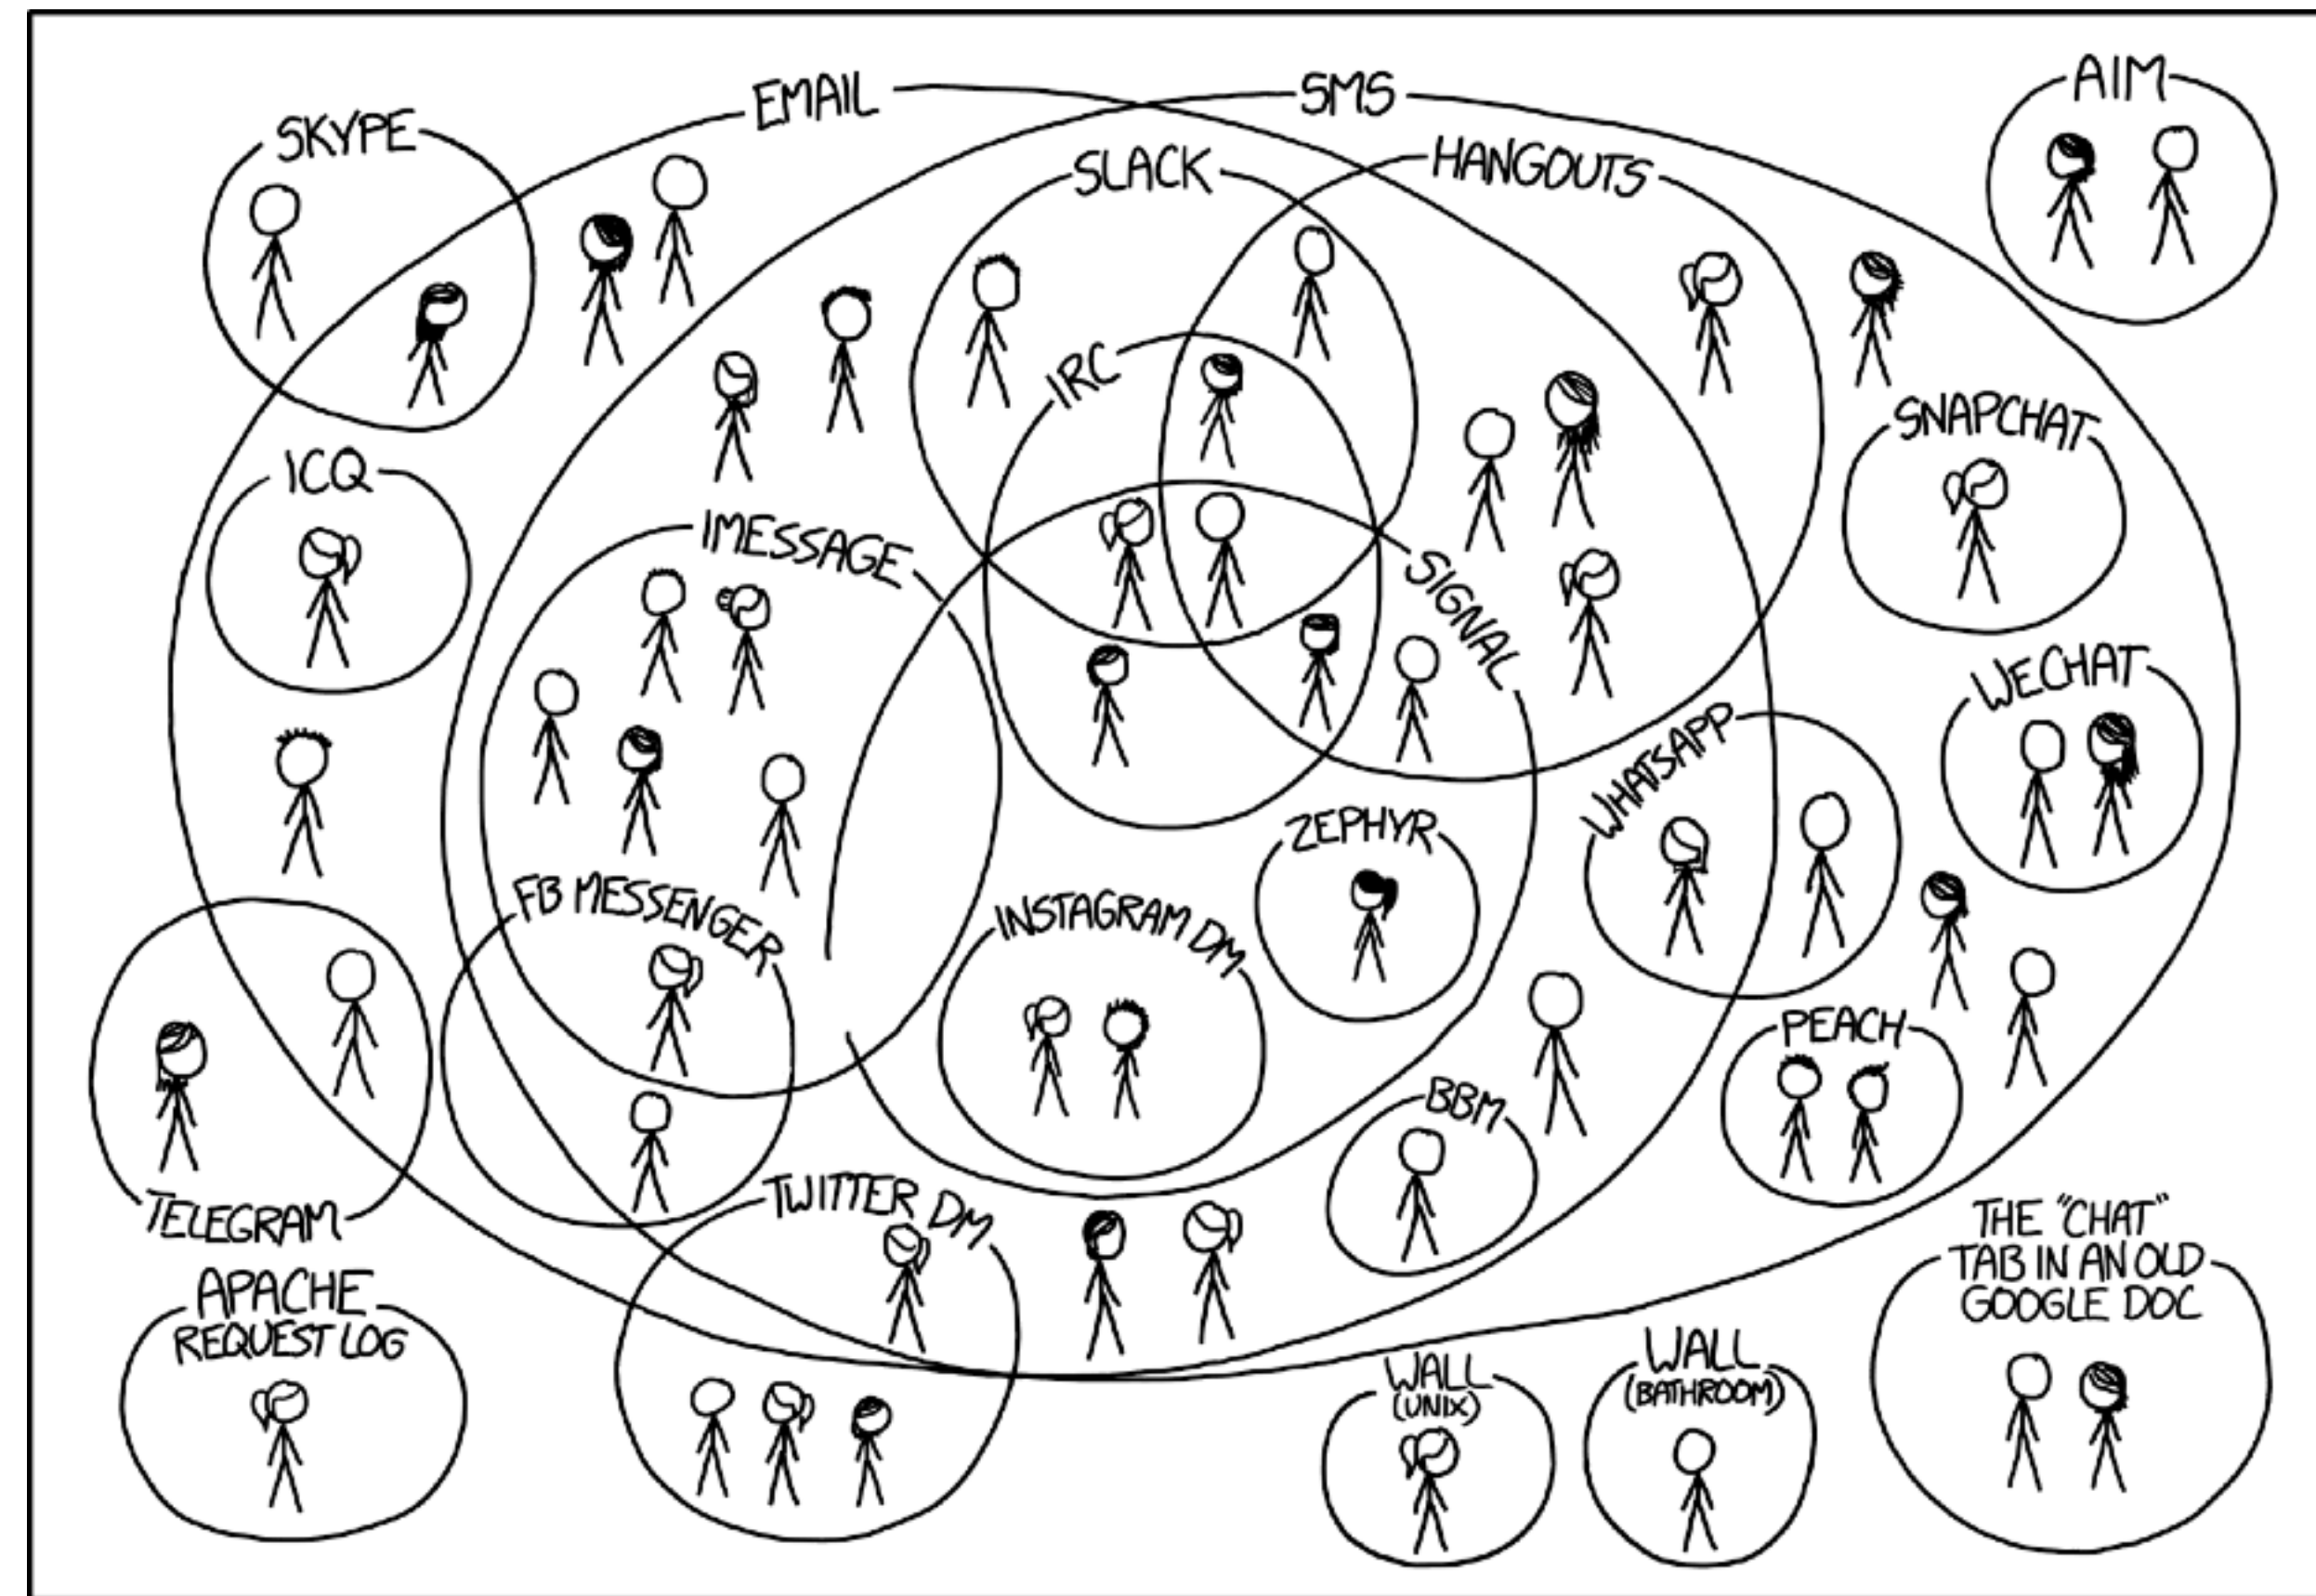 EMAIL
SMS
AIM
SKYPE
SLACK
HANGOUTS
IRC
SNAPCHAT
ICQ
IMESSAGE
SIGNAL
WECHAT
WHATSAPP
ZEPHYR
FB MESSENGER
INSTAGRAM DM
PEACH
BBM
TELEGRAM
TWITTER DM
THE "CHAT"
TAB IN AN OLD
GOOGLE DOC
APACHE
REQUEST LOG
WALL
(UNIX)
WALL
(BATHROOM)